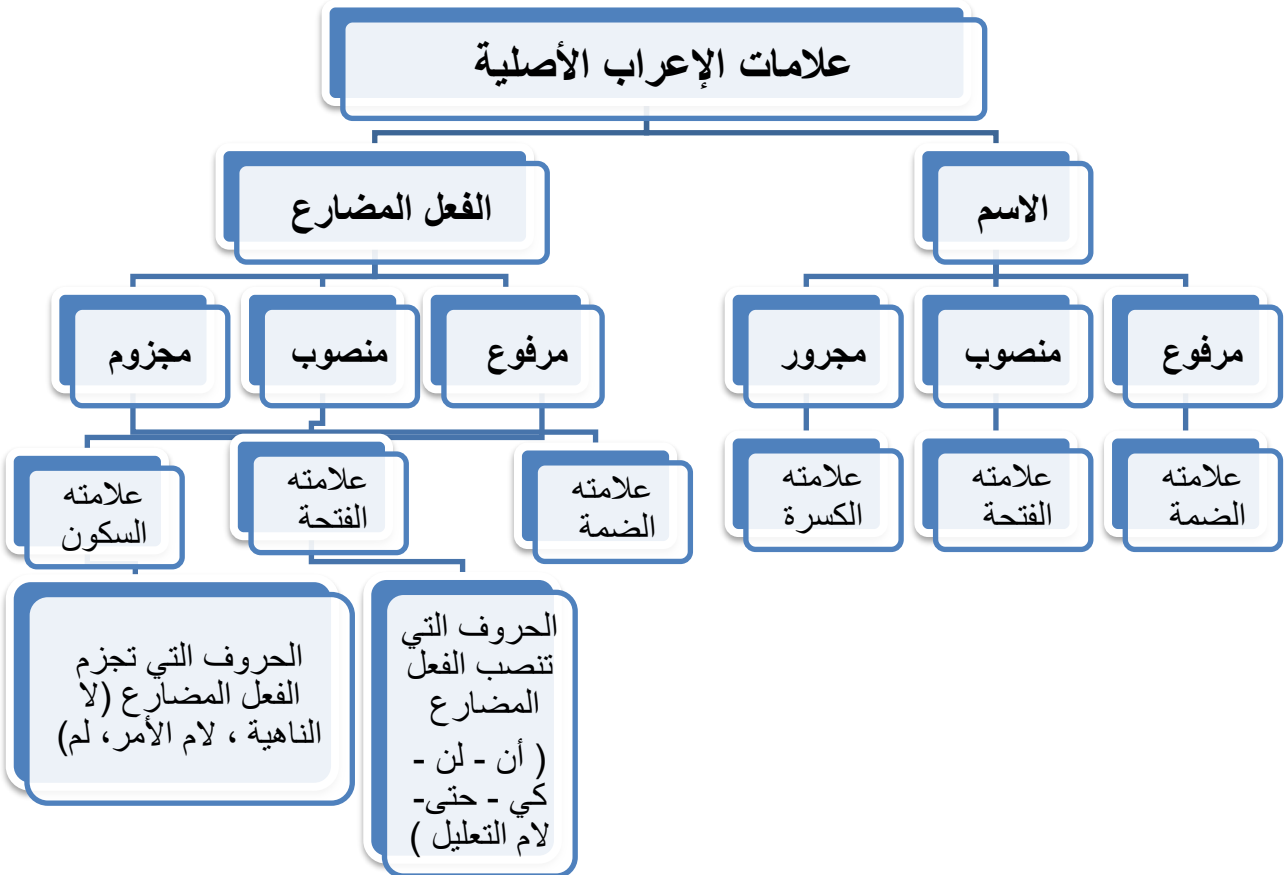 علامات الإعراب الأصلية
الاسم
الفعل المضارع
مرفوع
منصوب
مجرور
مرفوع
منصوب
مجزوم
علامته
الضمة
علامته
الفتحة
علامته
الكسرة
علامته
الضمة
علامته
الفتحة
علامته
السكون
الحروف التي
تنصب الفعل
المضارع
( أن - لن -
كي - حتى-
لام التعليل )
الحروف التي تجزم
الفعل المضارع (لا
الناهية ، لام الأمر، لم)